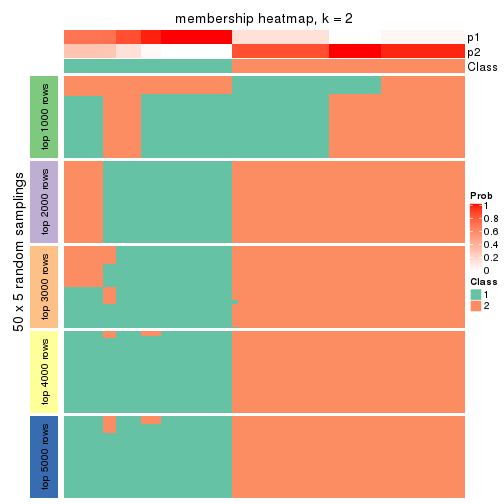 membership heatmap, k = 2
p1
p2
Class
50 x 5 random samplings
top 1000 rows
top 2000 rows
top 3000 rows
top 4000 rows
top 5000 rows
Prob
1
0.8
0.6
0.4
0.2
0
Class
1
2